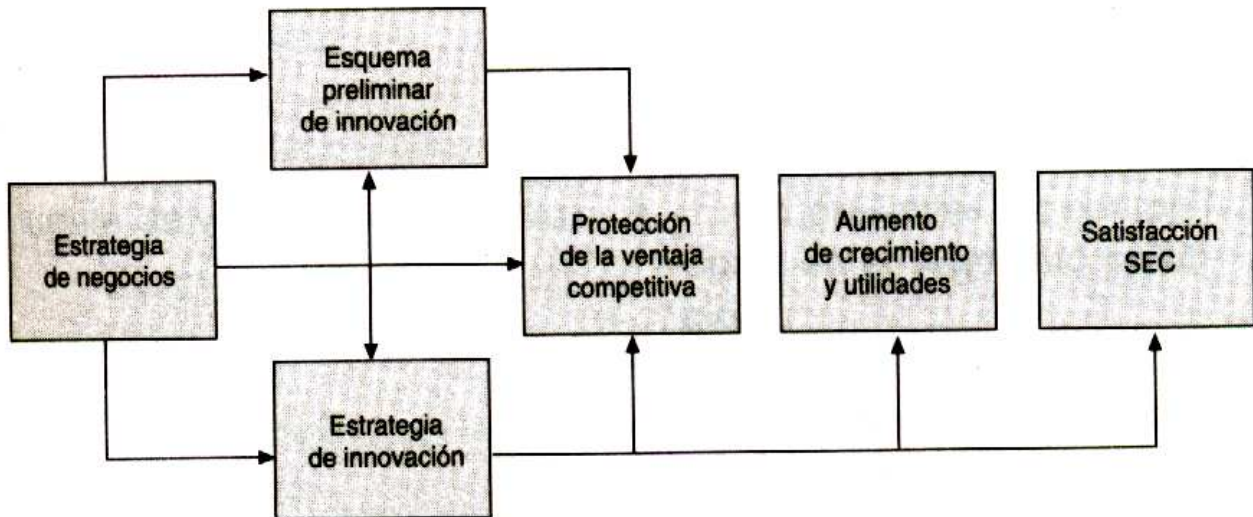 Esquema
preliminar
de innovación
Estrategia
de negocios
Protección
de la ventaja
competitiva
Aumento
de crecimiento
y utilidades
Satisfacción
SEC
Estrategia
de innovación